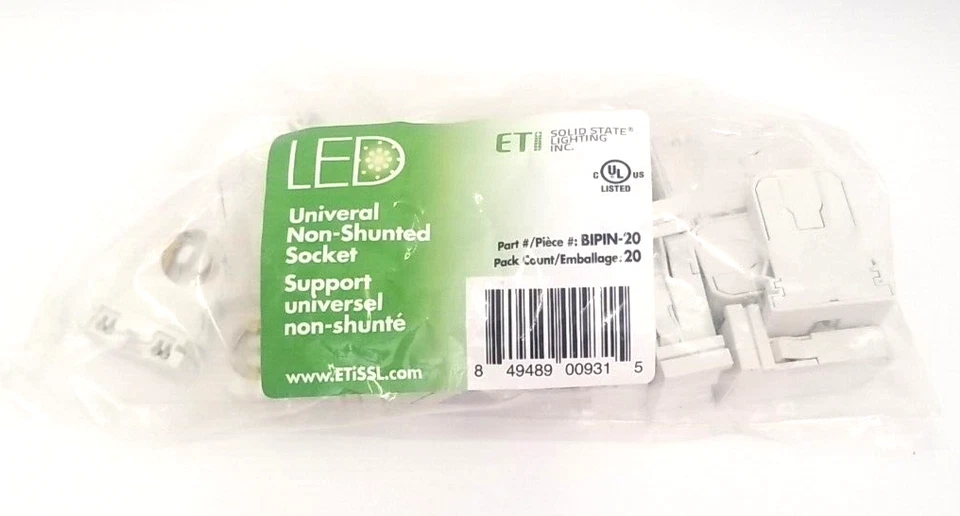 LED
Univeral
Non-Shunted
Socket
Support
universel
non-shunté
www.ETiSSL.com
ETi
SOLID STATE®
LIGHTING
INC.
C UL US
LISTED
Part #/Pièce #: BIPIN-20
Pack Count/Emballage: 20
8 49489 00931 5